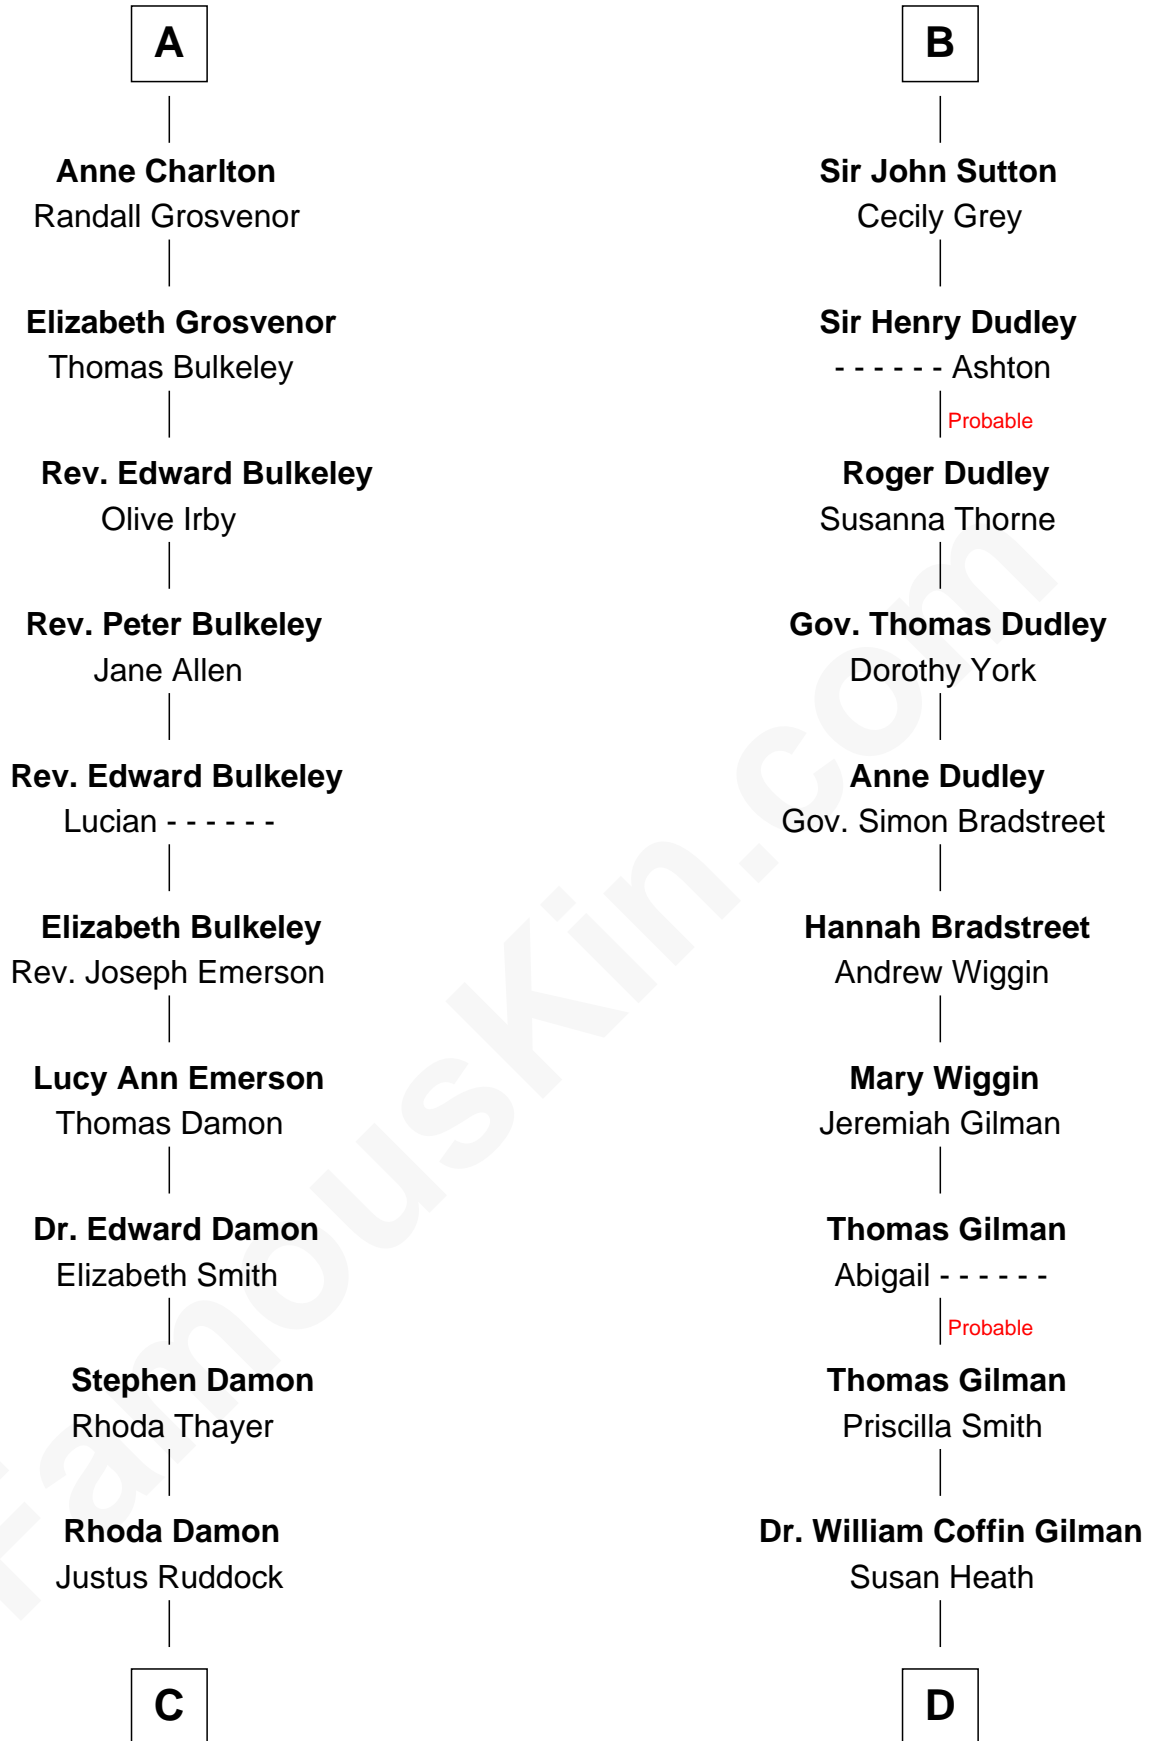 A
Anne Charlton
Randall Grosvenor
Elizabeth Grosvenor
Thomas Bulkeley
Rev. Edward Bulkeley
Olive Irby
Rev. Peter Bulkeley
Jane Allen
Rev. Edward Bulkeley
Lucian - - - - - -
Elizabeth Bulkeley
Rev. Joseph Emerson
Lucy Ann Emerson
Thomas Damon
Dr. Edward Damon
Elizabeth Smith
Stephen Damon
Rhoda Thayer
Rhoda Damon
Justus Ruddock
C
B
Sir John Sutton
Cecily Grey
Sir Henry Dudley
- - - - - - Ashton
Probable
Roger Dudley
Susanna Thorne
Gov. Thomas Dudley
Dorothy York
Anne Dudley
Gov. Simon Bradstreet
Hannah Bradstreet
Andrew Wiggin
Mary Wiggin
Jeremiah Gilman
Thomas Gilman
Abigail - - - - - -
Probable
Thomas Gilman
Priscilla Smith
Dr. William Coffin Gilman
Susan Heath
D
FamousKin.com